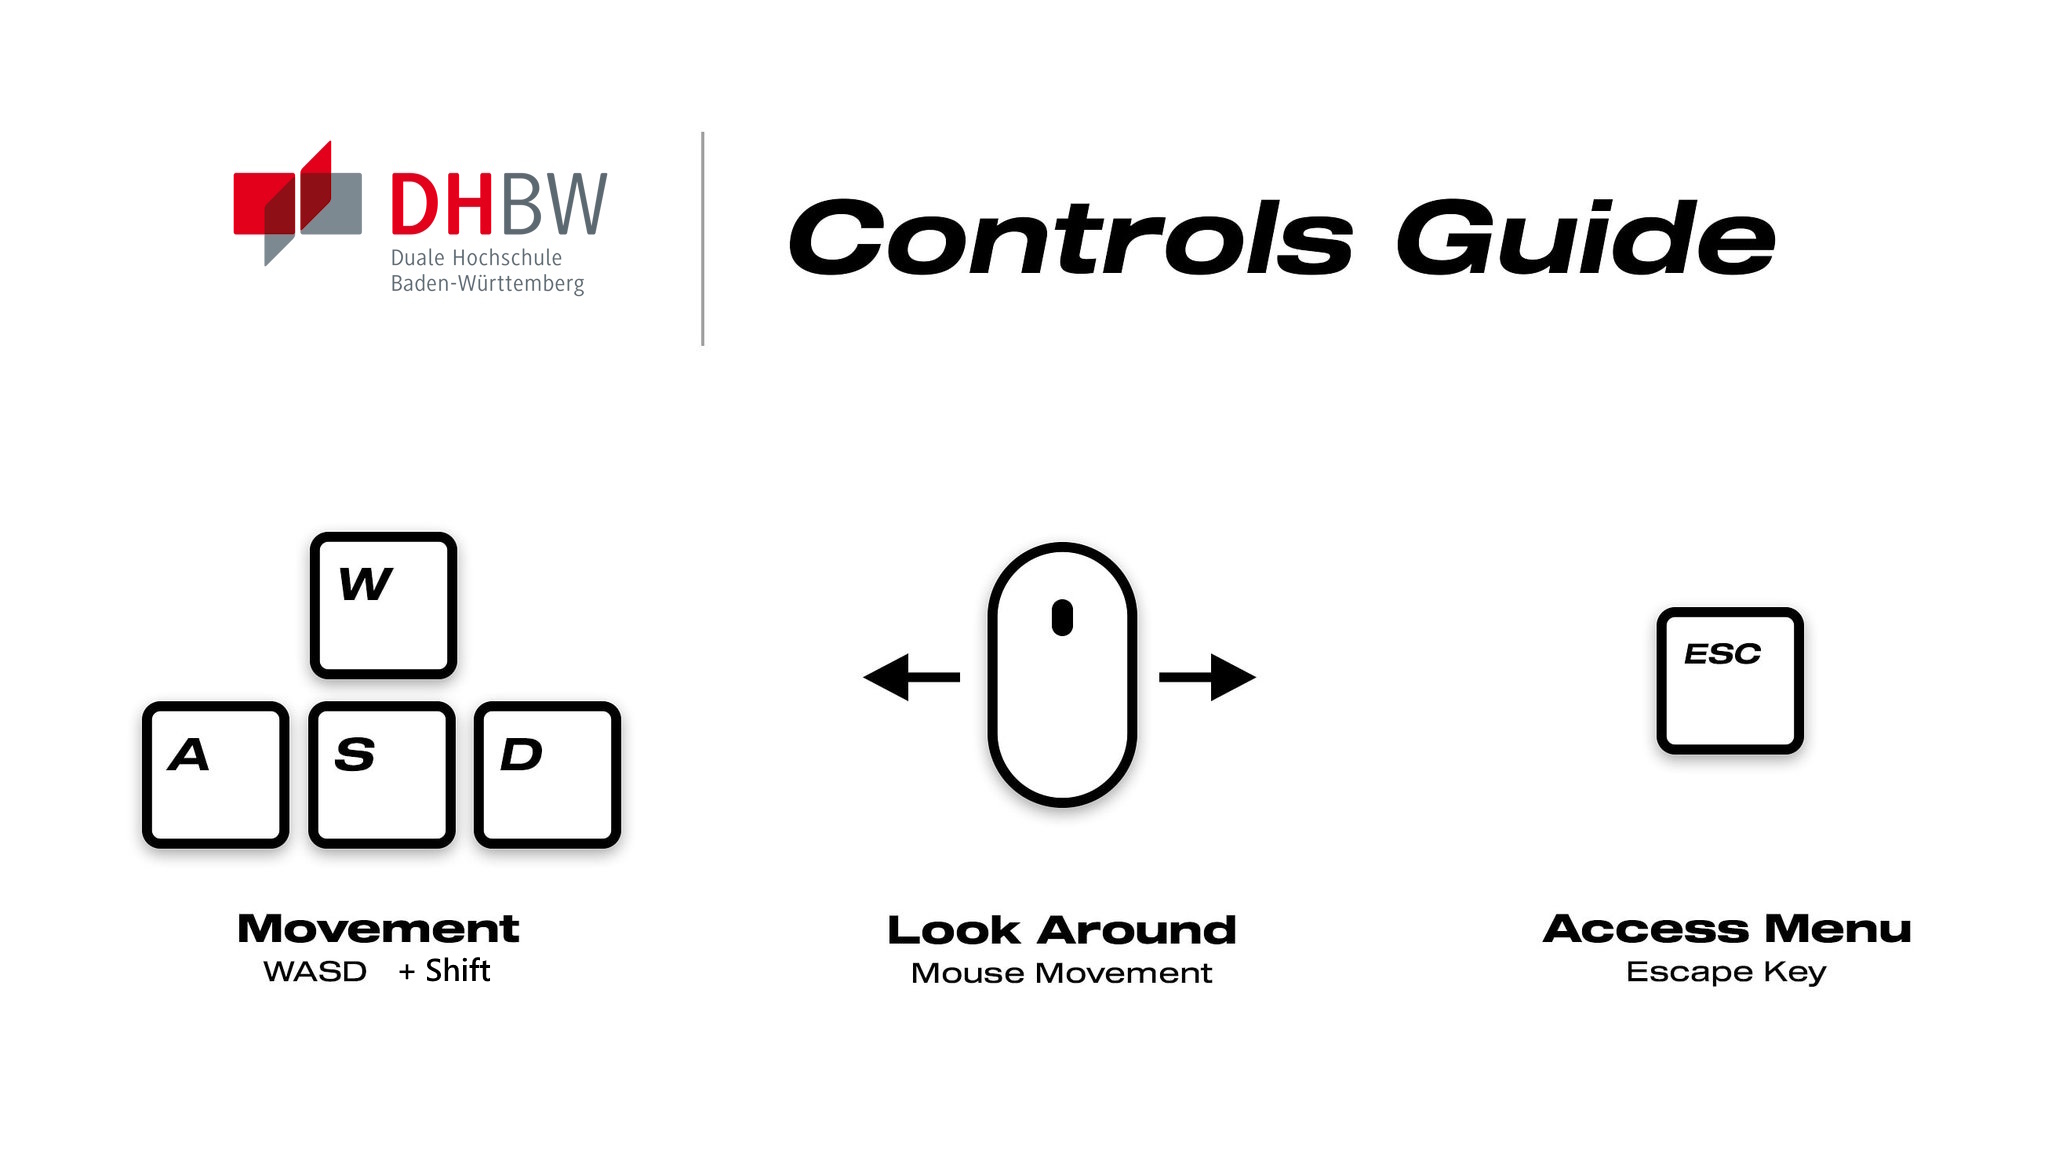 DHBW
Duale Hochschule
Baden-Württemberg
Controls Guide
W
A S D
ESC
Movement
WASD + Shift
Look Around
Mouse Movement
Access Menu
Escape Key